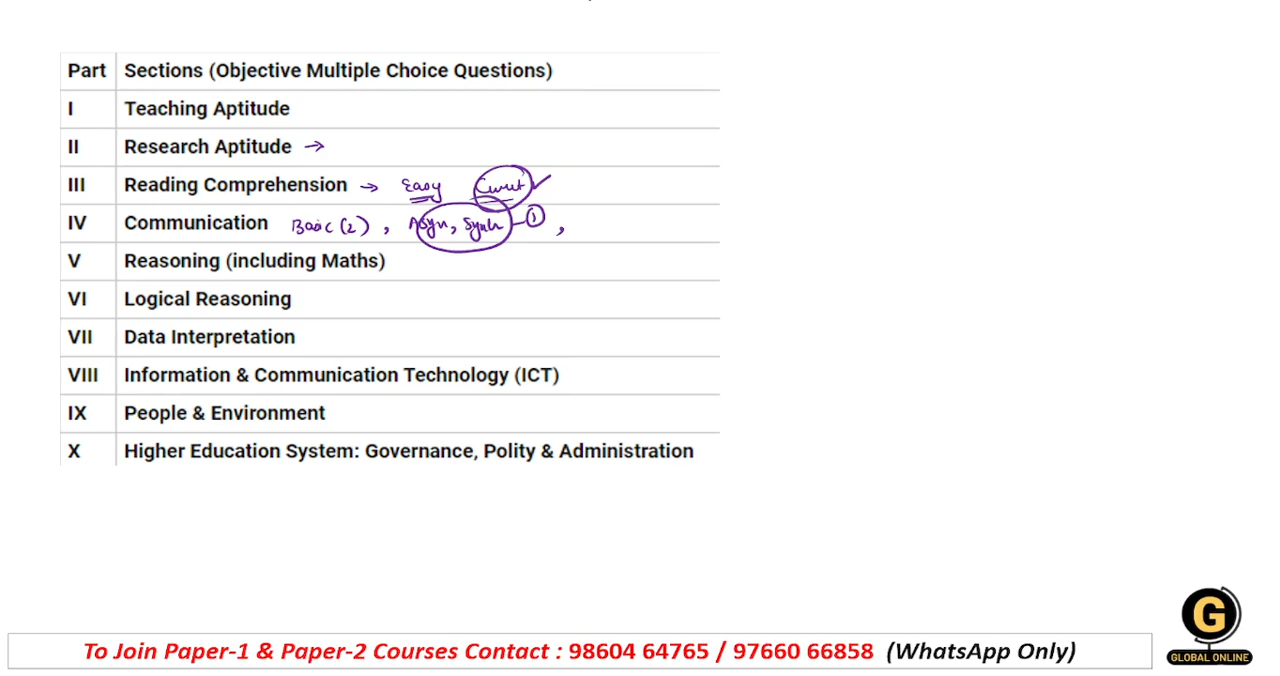 Part Sections (Objective Multiple Choice Questions)
I Teaching Aptitude
II Research Aptitude →
III Reading Comprehension → Easy
IV Communication Basic (2), Asyn, Synch - ①,
V Reasoning (including Maths)
VI Logical Reasoning
VII Data Interpretation
VIII Information & Communication Technology (ICT)
IX People & Environment
X Higher Education System: Governance, Polity & Administration
To Join Paper-1 & Paper-2 Courses Contact : 98604 64765 / 97660 66858 (WhatsApp Only)
G
GLOBAL ONLINE